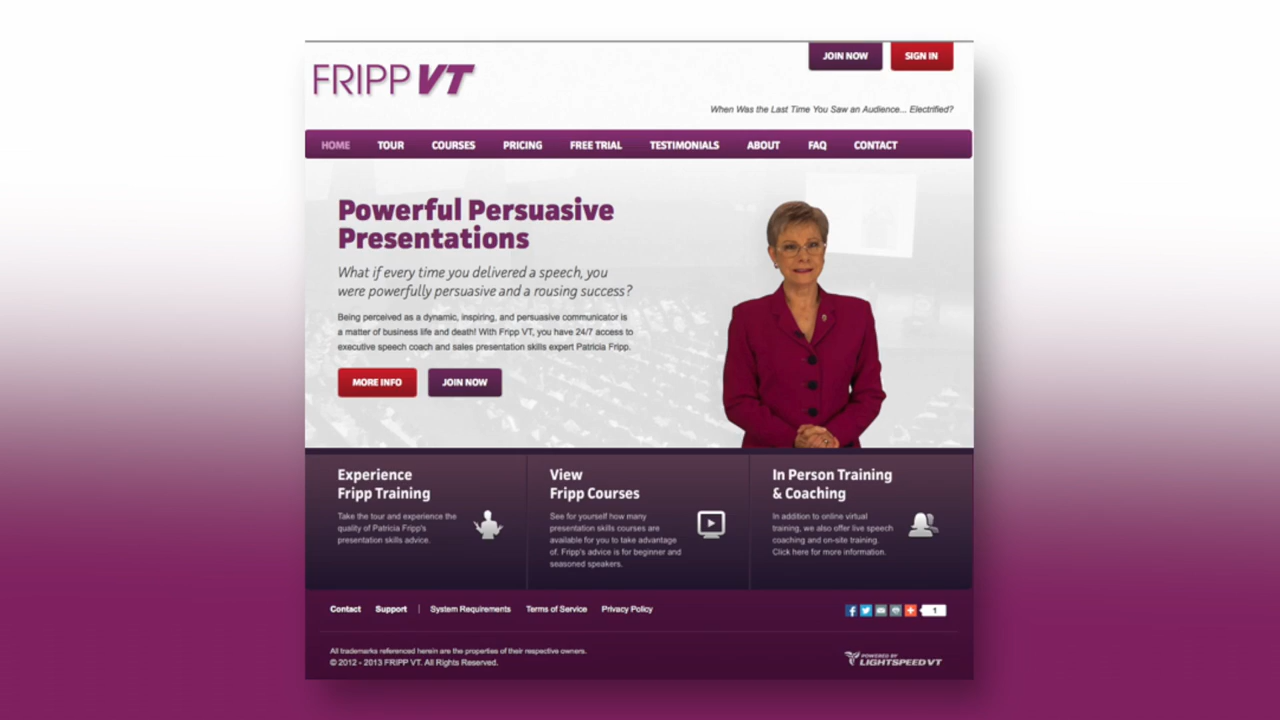 JOIN NOW
SIGN IN
FRIPP VT
When Was the Last Time You Saw an Audience... Electrified?
HOME TOUR COURSES PRICING FREE TRIAL TESTIMONIALS ABOUT FAQ CONTACT
Powerful Persuasive
Presentations
What if every time you delivered a speech, you
were powerfully persuasive and a rousing success?
Being perceived as a dynamic, inspiring, and persuasive communicator is
a matter of business life and death! With Fripp VT, you have 24/7 access to
executive speech coach and sales presentation skills expert Patricia Fripp.
MORE INFO
JOIN NOW
Experience
Fripp Training
Take the tour and experience the
quality of Patricia Fripp's
presentation skills advice.
View
Fripp Courses
See for yourself how many
presentation skills courses are
available for you to take advantage
of. Fripp's advice is for beginner and
seasoned speakers.
In Person Training
& Coaching
In addition to online virtual
training, we also offer live speech
coaching and on-site training.
Click here for more information.
Contact Support | System Requirements Terms of Service Privacy Policy
1
All trademarks referenced herein are the properties of their respective owners.
© 2012 - 2013 FRIPP VT. All Rights Reserved.
POWERED BY
LIGHTSPEED VT